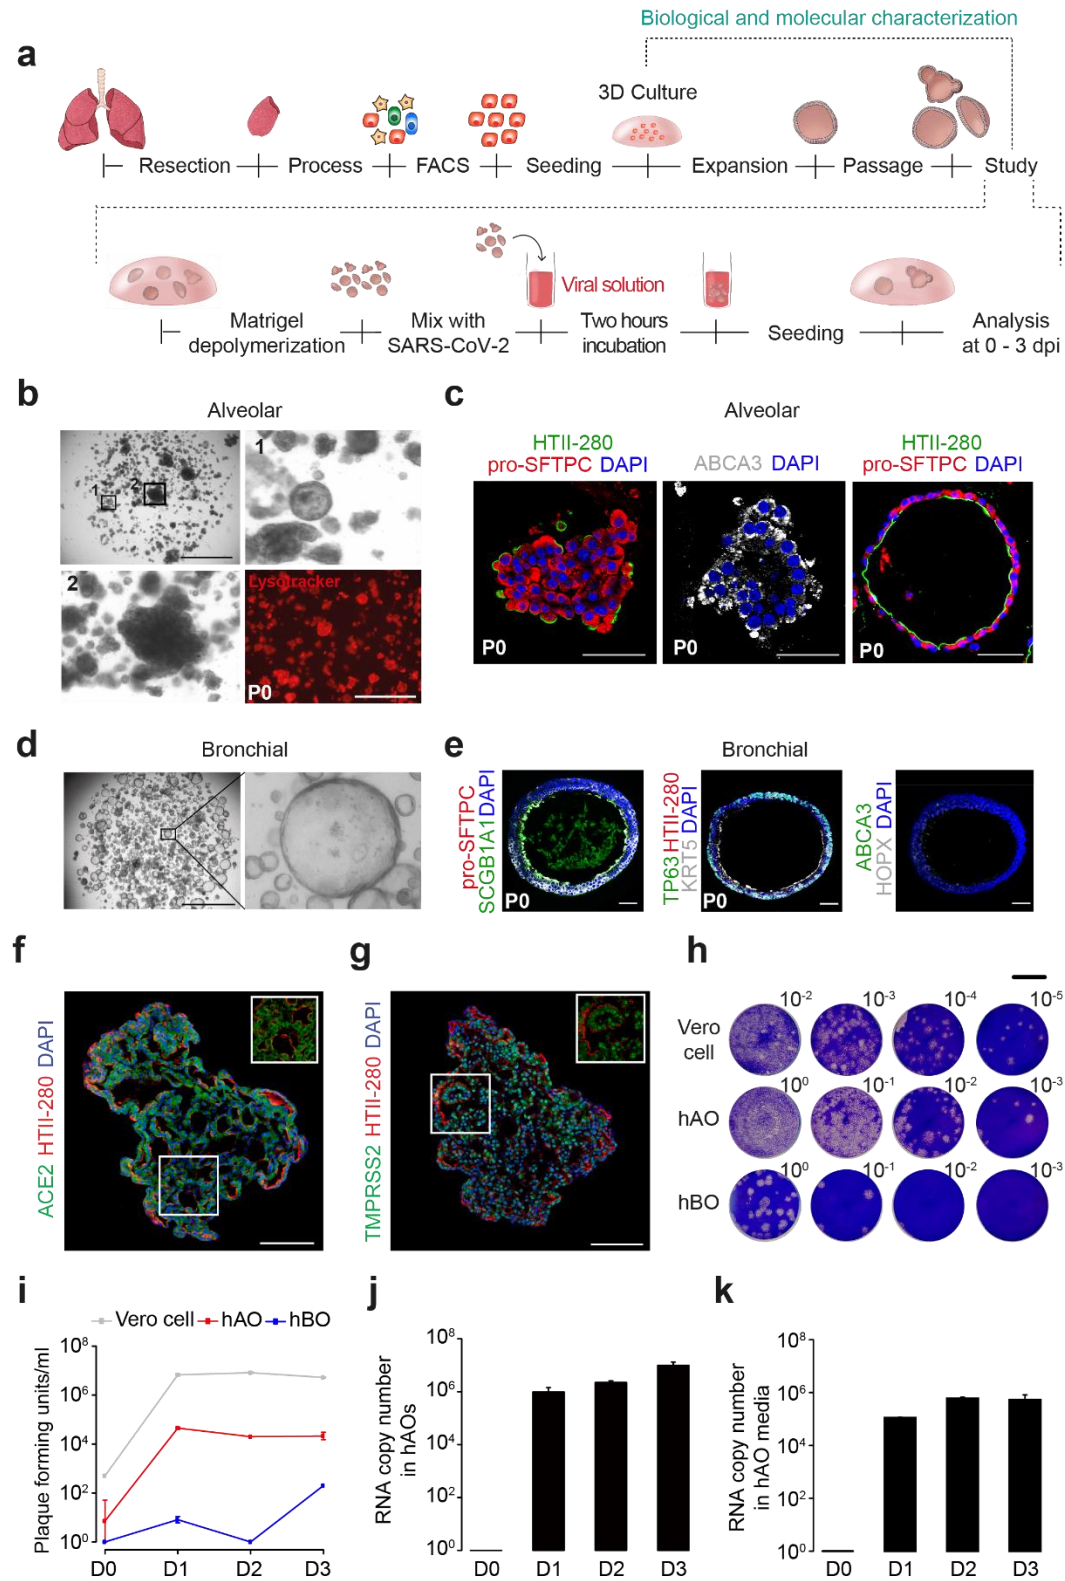 Biological and molecular characterization
a
3D Culture
Resection Process FACS Seeding Expansion Passage Study
Viral solution
Matrigel depolymerization
Mix with SARS-CoV-2
Two hours incubation
Seeding
Analysis at 0 - 3 dpi
b
Alveolar
1
2
1
2
Lysotracker
P0
c
Alveolar
HTII-280
pro-SFTPC DAPI
ABCA3 DAPI
HTII-280
pro-SFTPC DAPI
P0
P0
P0
d
Bronchial
e
Bronchial
pro-SFTPC
SCGB1A1 DAPI
P0
TP63 HTII-280
KRT5 DAPI
P0
ABCA3
HOPX DAPI
f
ACE2 HTII-280 DAPI
g
TMPRSS2 HTII-280 DAPI
h
10-2 10-3 10-4 10-5
Vero cell
100 10-1 10-2 10-3
hAO
100 10-1 10-2 10-3
hBO
i
Vero cell hAO hBO
Plaque forming units/ml
108
106
104
102
100
D0 D1 D2 D3
j
RNA copy number
in hAOs
108
106
104
102
100
D0 D1 D2 D3
k
RNA copy number
in hAO media
108
106
104
102
100
D0 D1 D2 D3